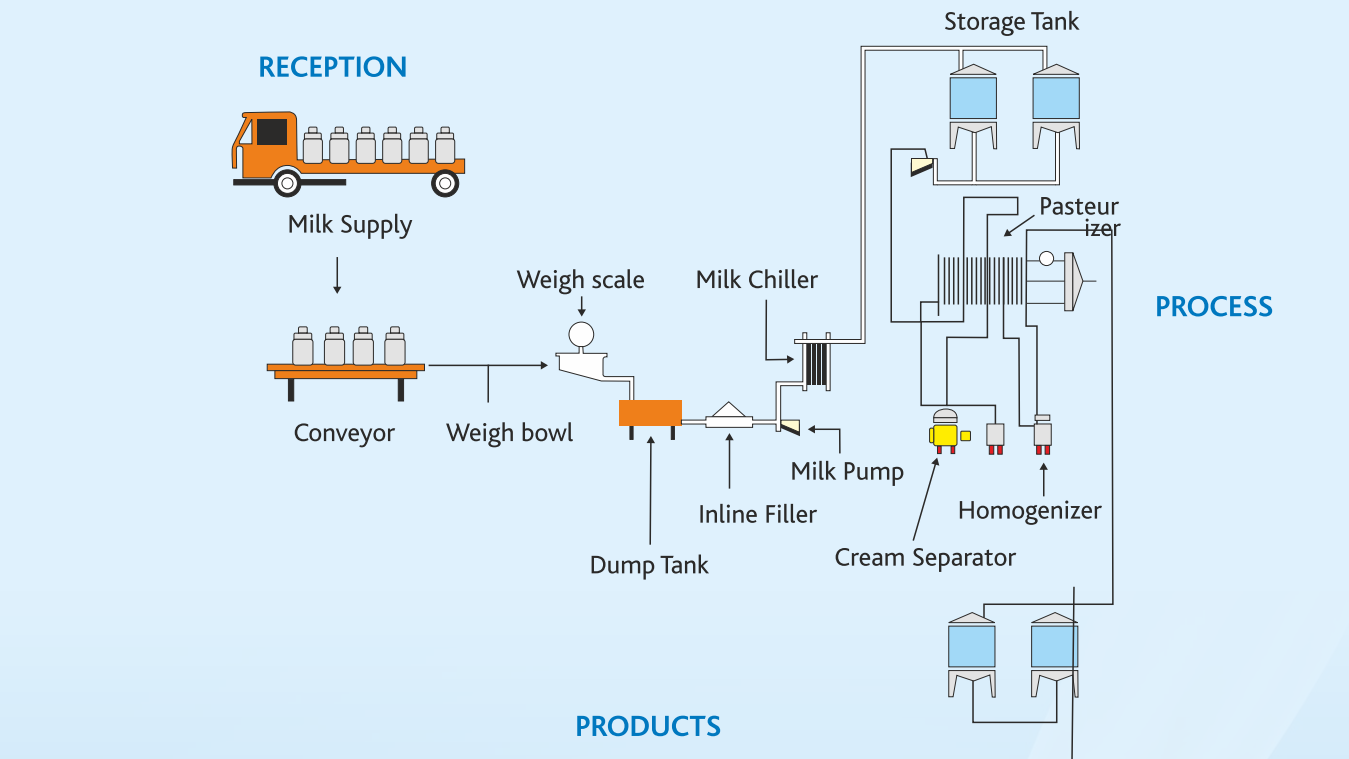 Storage Tank
RECEPTION
Pasteur
izer
Milk Supply
Weigh scale
Milk Chiller
PROCESS
Conveyor
Weigh bowl
Milk Pump
Inline Filler
Homogenizer
Dump Tank
Cream Separator
PRODUCTS